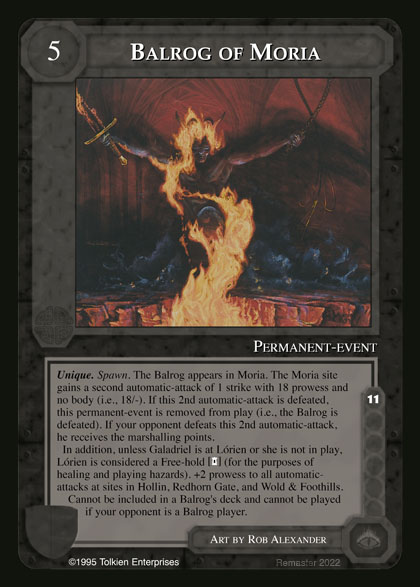 5
BALROG OF MORIA
PERMANENT-EVENT
Unique. Spawn. The Balrog appears in Moria. The Moria site
gains a second automatic-attack of 1 strike with 18 prowess and
no body (i.e., 18/-). If this 2nd automatic-attack is defeated,
this permanent-event is removed from play (i.e., the Balrog is
defeated). If your opponent defeats this 2nd automatic-attack,
he receives the marshalling points.
In addition, unless Galadriel is at Lórien or she is not in play,
Lórien is considered a Free-hold [] (for the purposes of
healing and playing hazards). +2 prowess to all automatic-
attacks at sites in Hollin, Redhorn Gate, and Wold & Foothills.
Cannot be included in a Balrog's deck and cannot be played
if your opponent is a Balrog player.
11
ART BY ROB ALEXANDER
©1995 Tolkien Enterprises
Remaster 2022